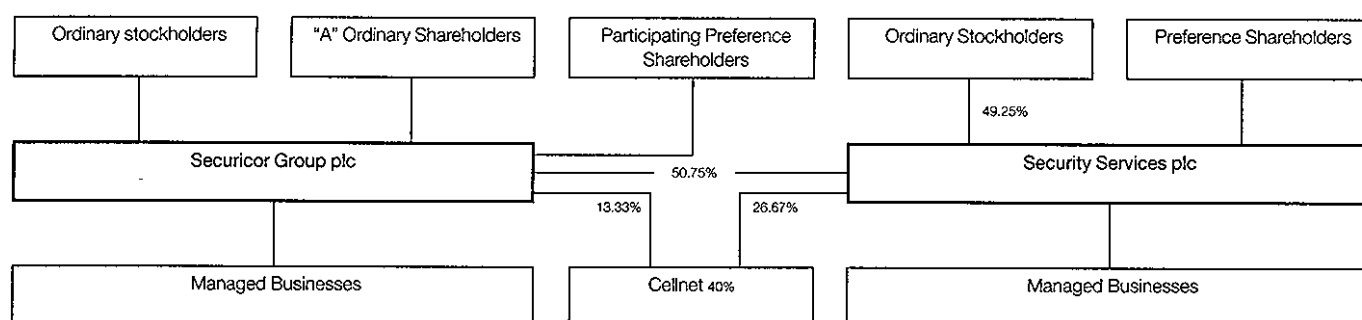 Ordinary stockholders
"A" Ordinary Shareholders
Participating Preference
Shareholders
Ordinary Stockholders
Preference Shareholders
49.25%
Securicor Group plc
50.75%
Security Services plc
13.33%
26.67%
Managed Businesses
Cellnet 40%
Managed Businesses